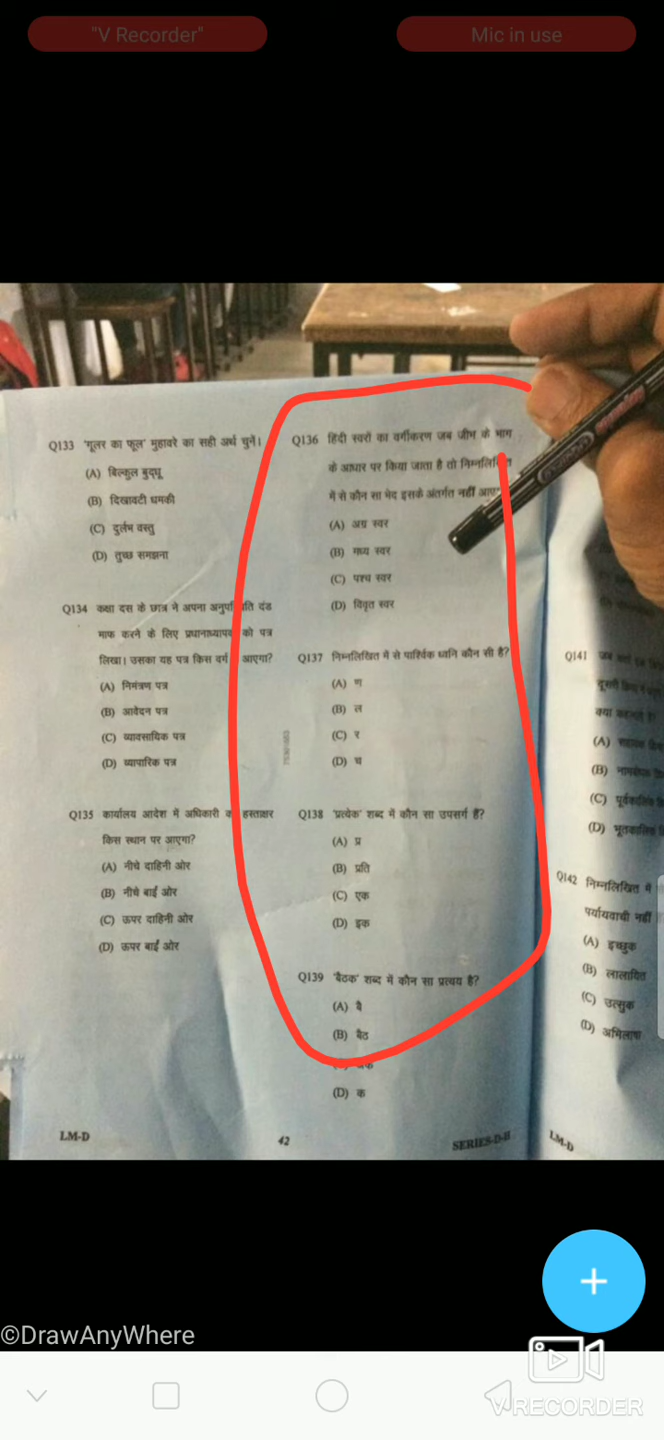 "V Recorder"
Mic in use
Q133 'गूलर का फूल' मुहावरे का सही अर्थ चुनें।
(A) बिल्कुल बुद्धू
(B) दिखावटी धमकी
(C) दुर्लभ वस्तु
(D) तुच्छ समझना
Q134 कक्षा दस के छात्र ने अपना दंड
माफ करने के लिए को पत्र
लिखा। उसका यह पत्र किस वर्ग आएगा?
(A) निमंत्रण पत्र
(B) आवेदन पत्र
(C) व्यावसायिक पत्र
(D) व्यापारिक पत्र
Q135 कार्यालय आदेश में अधिकारी हस्ताक्षर
किस स्थान पर आएगा?
(A) नीचे दाहिनी ओर
(B) नीचे बाईं ओर
(C) ऊपर दाहिनी ओर
(D) ऊपर बाईं ओर
LM-D
Q136 हिंदी स्वरों का वर्गीकरण जब जीभ के भाग
के आधार पर किया जाता है तो
में से कौन सा भेद इसके अंतर्गत नहीं
(A) अग्र स्वर
(B) मध्य स्वर
(C) पश्च स्वर
(D) विवृत स्वर
Q137 निम्नलिखित में से पार्श्विक ध्वनि कौन सी है?
(A) ण
(B) ल
(C) र
(D) च
Q138 'प्रत्येक' शब्द में कौन सा उपसर्ग हैं?
(A) प्र
(B) प्रति
(C) एक
(D) इक
Q139 'बैठक' शब्द में कौन सा प्रत्यय है?
(A) बै
(B) बैठ
(D) क
42
SERIES-D-II
Q141
दूसरी
(A)
(B)
(C)
(D)
Q142 निम्नलिखित में
पर्यायवाची नहीं
(A) इच्छुक
(B) लालायित
(C) उत्सुक
(D) अभिलाषा
LM-D
©DrawAnyWhere
V RECORDER